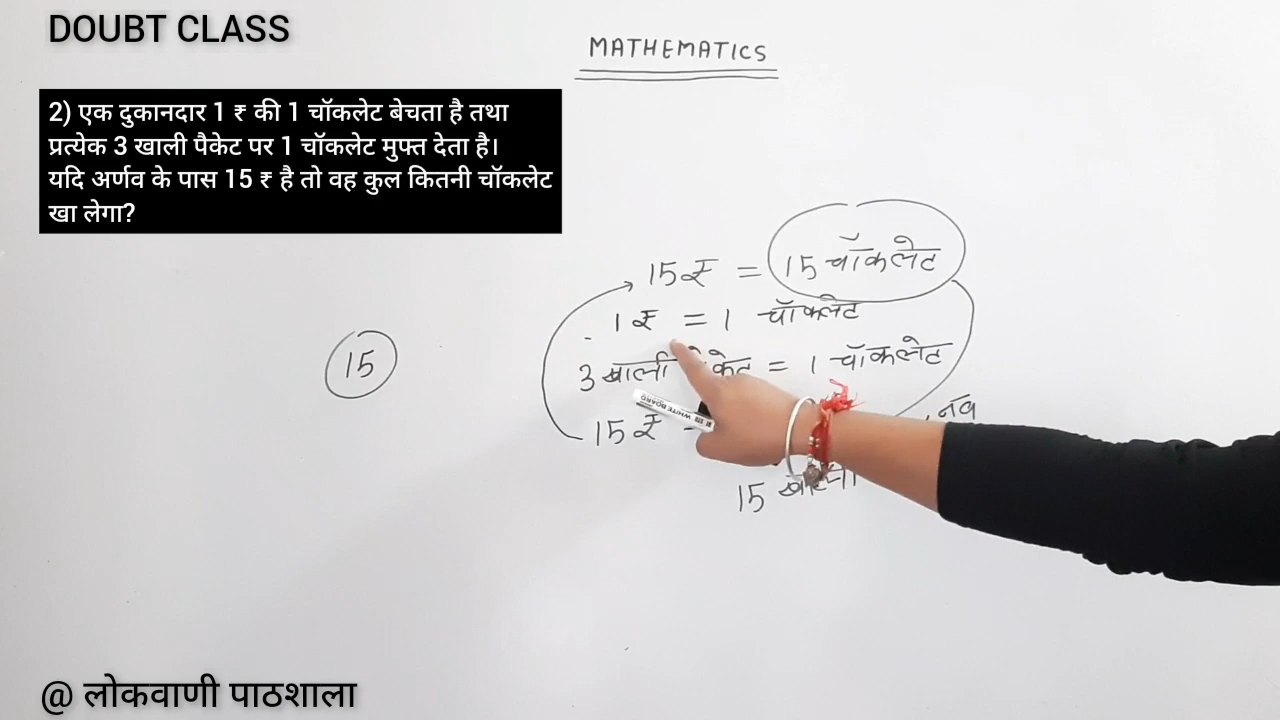 DOUBT CLASS
MATHEMATICS
2) एक दुकानदार 1 ₹ की 1 चॉकलेट बेचता है तथा
प्रत्येक 3 खाली पैकेट पर 1 चॉकलेट मुफ्त देता है।
यदि अर्णव के पास 15 ₹ है तो वह कुल कितनी चॉकलेट
खा लेगा?
15 ₹ = 15 चॉकलेट
1 ₹ = 1 चॉकलेट
15
3 खाली = 1 चॉकलेट
15 ₹
15 खाली
@ लोकवाणी पाठशाला